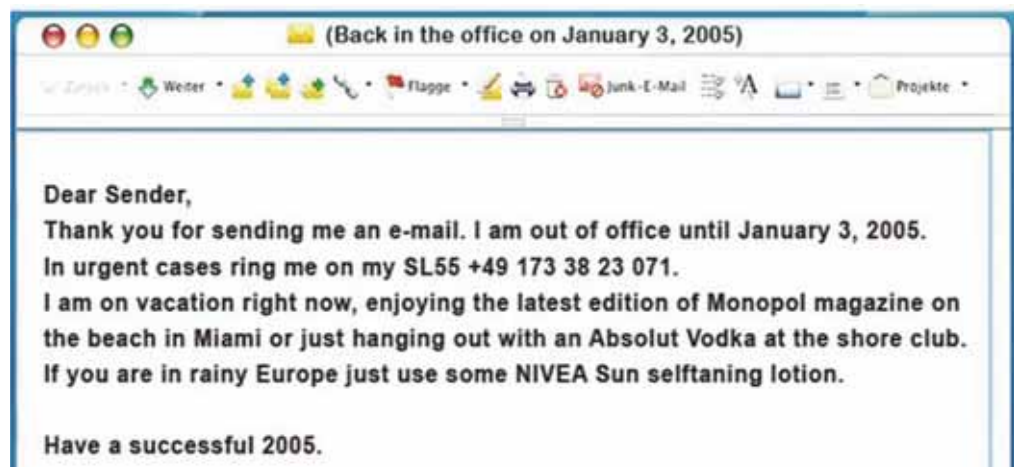 (Back in the office on January 3, 2005)
Zurück Weiter Flagge Junk-E-Mail A Projekte
Dear Sender,
Thank you for sending me an e-mail. I am out of office until January 3, 2005.
In urgent cases ring me on my SL55 +49 173 38 23 071.
I am on vacation right now, enjoying the latest edition of Monopol magazine on
the beach in Miami or just hanging out with an Absolut Vodka at the shore club.
If you are in rainy Europe just use some NIVEA Sun selftaning lotion.
Have a successful 2005.